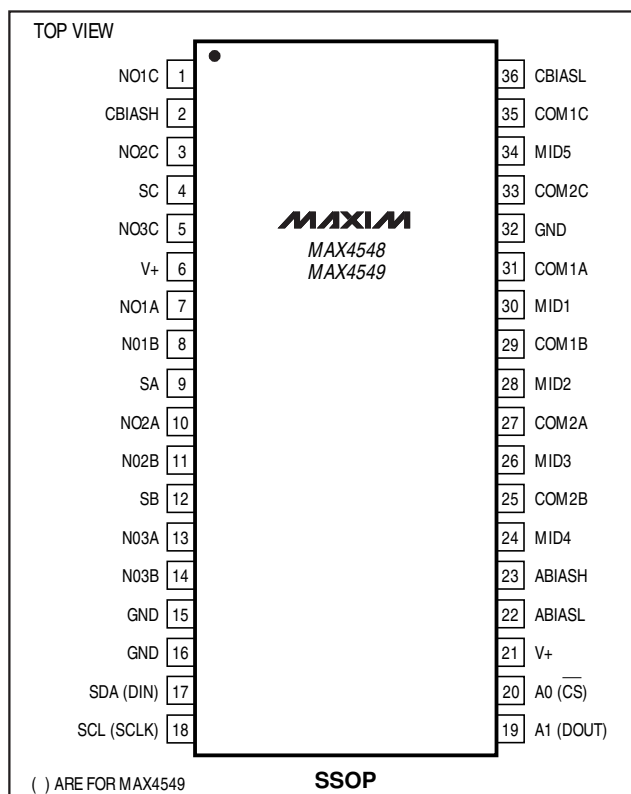 TOP VIEW
NO1C 1 36 CBIASL
CBIASH 2 35 COM1C
NO2C 3 34 MID5
SC 4 33 COM2C
NO3C 5 32 GND
MAXIM
MAX4548
MAX4549
V+ 6 31 COM1A
NO1A 7 30 MID1
N01B 8 29 COM1B
SA 9 28 MID2
NO2A 10 27 COM2A
N02B 11 26 MID3
SB 12 25 COM2B
N03A 13 24 MID4
N03B 14 23 ABIASH
GND 15 22 ABIASL
GND 16 21 V+
SDA (DIN) 17 20 A0 (C̅S̅)
SCL (SCLK) 18 19 A1 (DOUT)
( ) ARE FOR MAX4549
SSOP